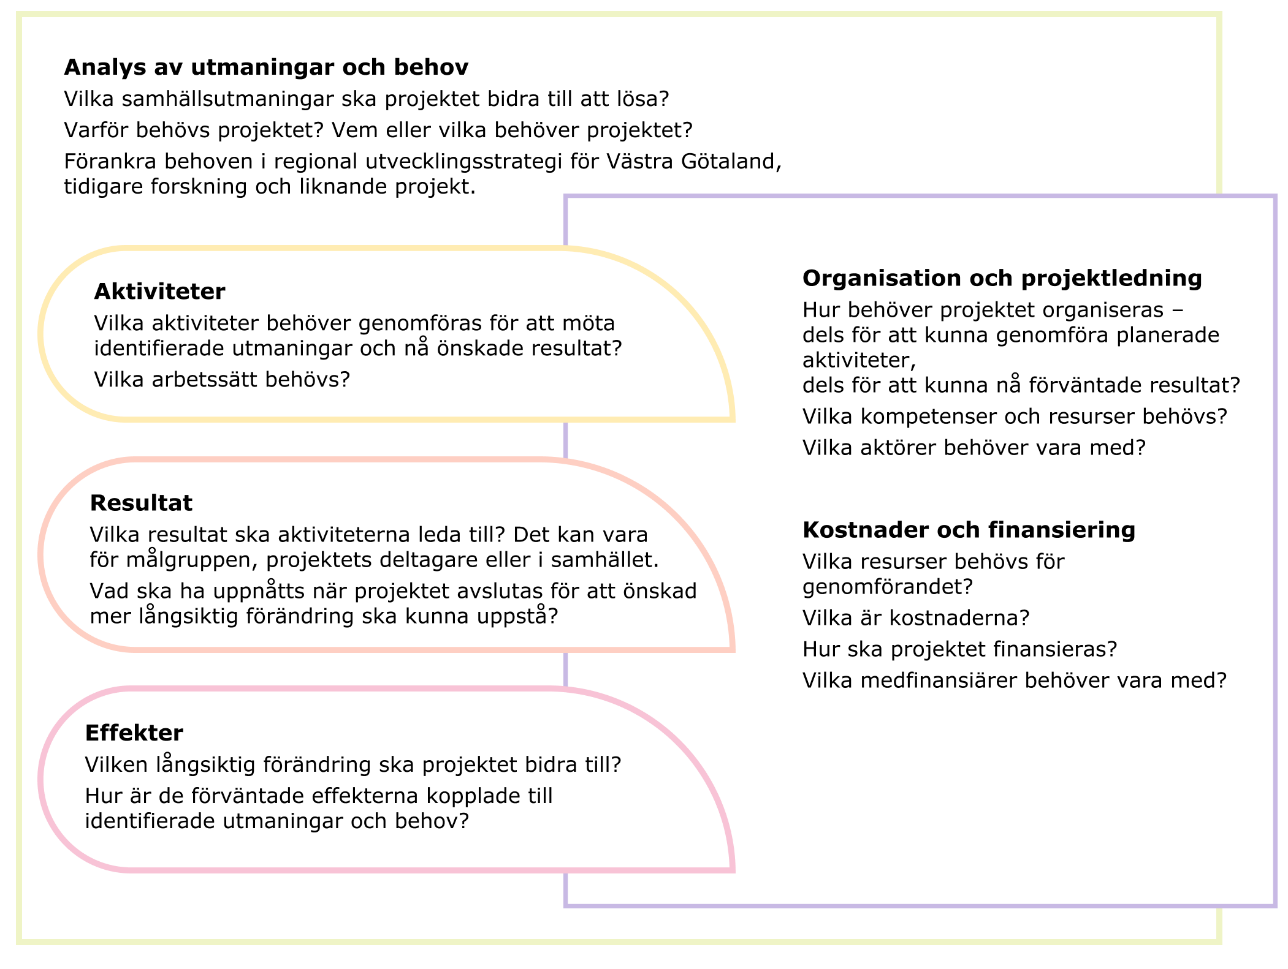 Analys av utmaningar och behov
Vilka samhällsutmaningar ska projektet bidra till att lösa?
Varför behövs projektet? Vem eller vilka behöver projektet?
Förankra behoven i regional utvecklingsstrategi för Västra Götaland,
tidigare forskning och liknande projekt.
Aktiviteter
Vilka aktiviteter behöver genomföras för att möta
identifierade utmaningar och nå önskade resultat?
Vilka arbetssätt behövs?
Resultat
Vilka resultat ska aktiviteterna leda till? Det kan vara
för målgruppen, projektets deltagare eller i samhället.
Vad ska ha uppnåtts när projektet avslutas för att önskad
mer långsiktig förändring ska kunna uppstå?
Effekter
Vilken långsiktig förändring ska projektet bidra till?
Hur är de förväntade effekterna kopplade till
identifierade utmaningar och behov?
Organisation och projektledning
Hur behöver projektet organiseras –
dels för att kunna genomföra planerade
aktiviteter,
dels för att kunna nå förväntade resultat?
Vilka kompetenser och resurser behövs?
Vilka aktörer behöver vara med?
Kostnader och finansiering
Vilka resurser behövs för
genomförandet?
Vilka är kostnaderna?
Hur ska projektet finansieras?
Vilka medfinansiärer behöver vara med?